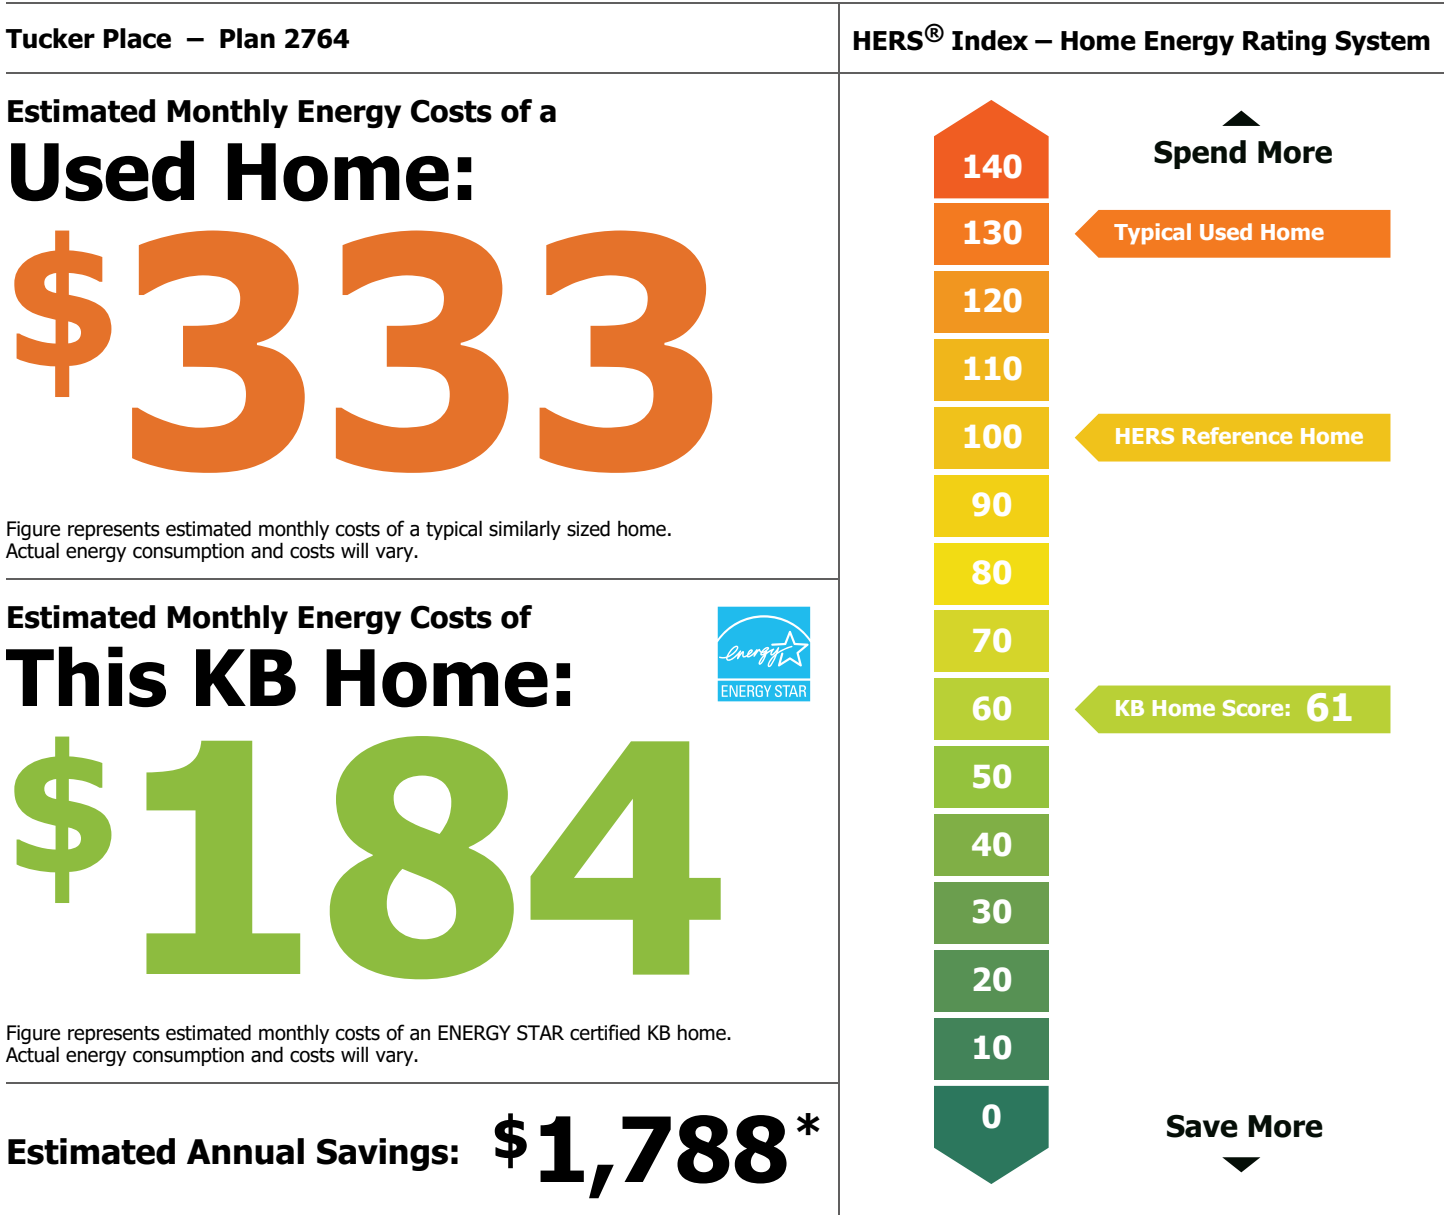 Tucker Place – Plan 2764
Estimated Monthly Energy Costs of a
Used Home:
$333
Figure represents estimated monthly costs of a typical similarly sized home.
Actual energy consumption and costs will vary.
Estimated Monthly Energy Costs of
This KB Home:
energy
ENERGY STAR
$184
Figure represents estimated monthly costs of an ENERGY STAR certified KB home.
Actual energy consumption and costs will vary.
Estimated Annual Savings: $1,788*
HERS® Index – Home Energy Rating System
Spend More
140
130 Typical Used Home
120
110
100 HERS Reference Home
90
80
70
60 KB Home Score: 61
50
40
30
20
10
0
Save More